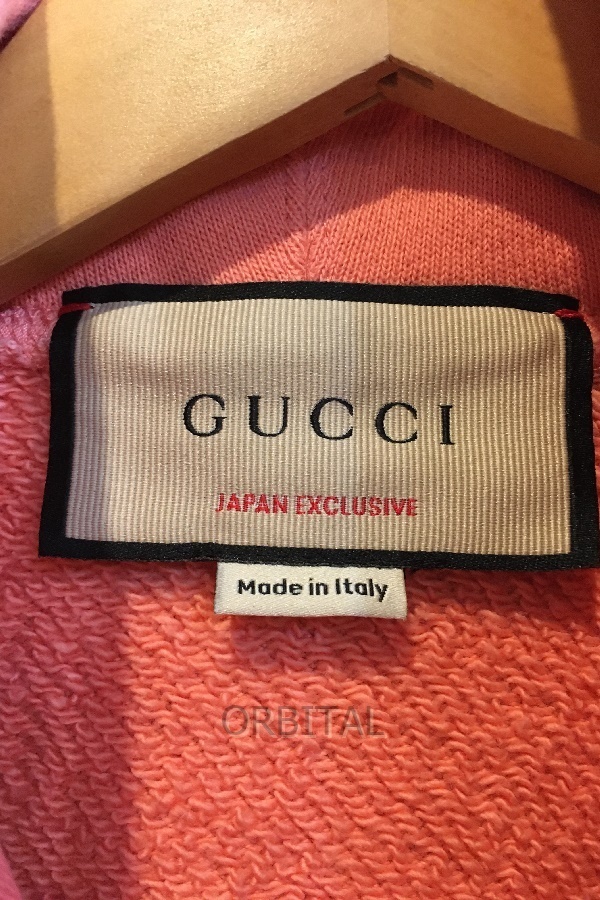 GUCCI
JAPAN EXCLUSIVE
Made in Italy
ORBITAL